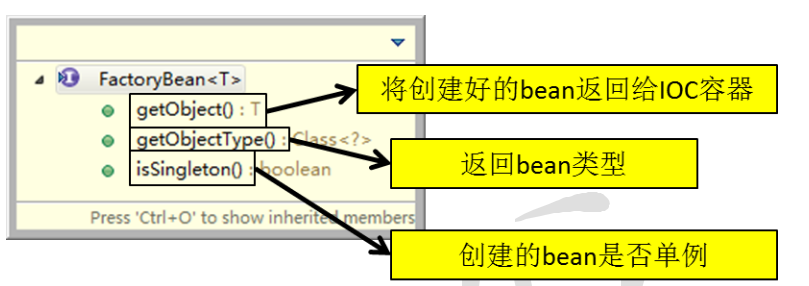 FactoryBean<T>
getObject() : T
将创建好的bean返回给IOC容器
getObjectType() : Class<?>
返回bean类型
isSingleton() : boolean
创建的bean是否单例
Press 'Ctrl+O' to show inherited members